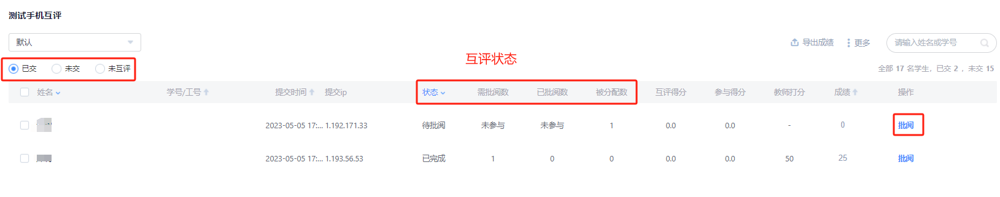 测试手机互评
默认
导出成绩 更多 请输入姓名或学号
已交 未交 未互评
互评状态
全部 17 名学生，已交 2 ，未交 15
姓名 学号/工号 提交时间 提交ip 状态 需批阅数 已批阅数 被分配数 互评得分 参与得分 教师打分 成绩 操作
2023-05-05 17:... 1.192.171.33 待批阅 未参与 未参与 1 0.0 0.0 - 0 批阅
2023-05-05 17:... 1.193.56.53 已完成 1 0 0 0.0 0.0 50 25 批阅